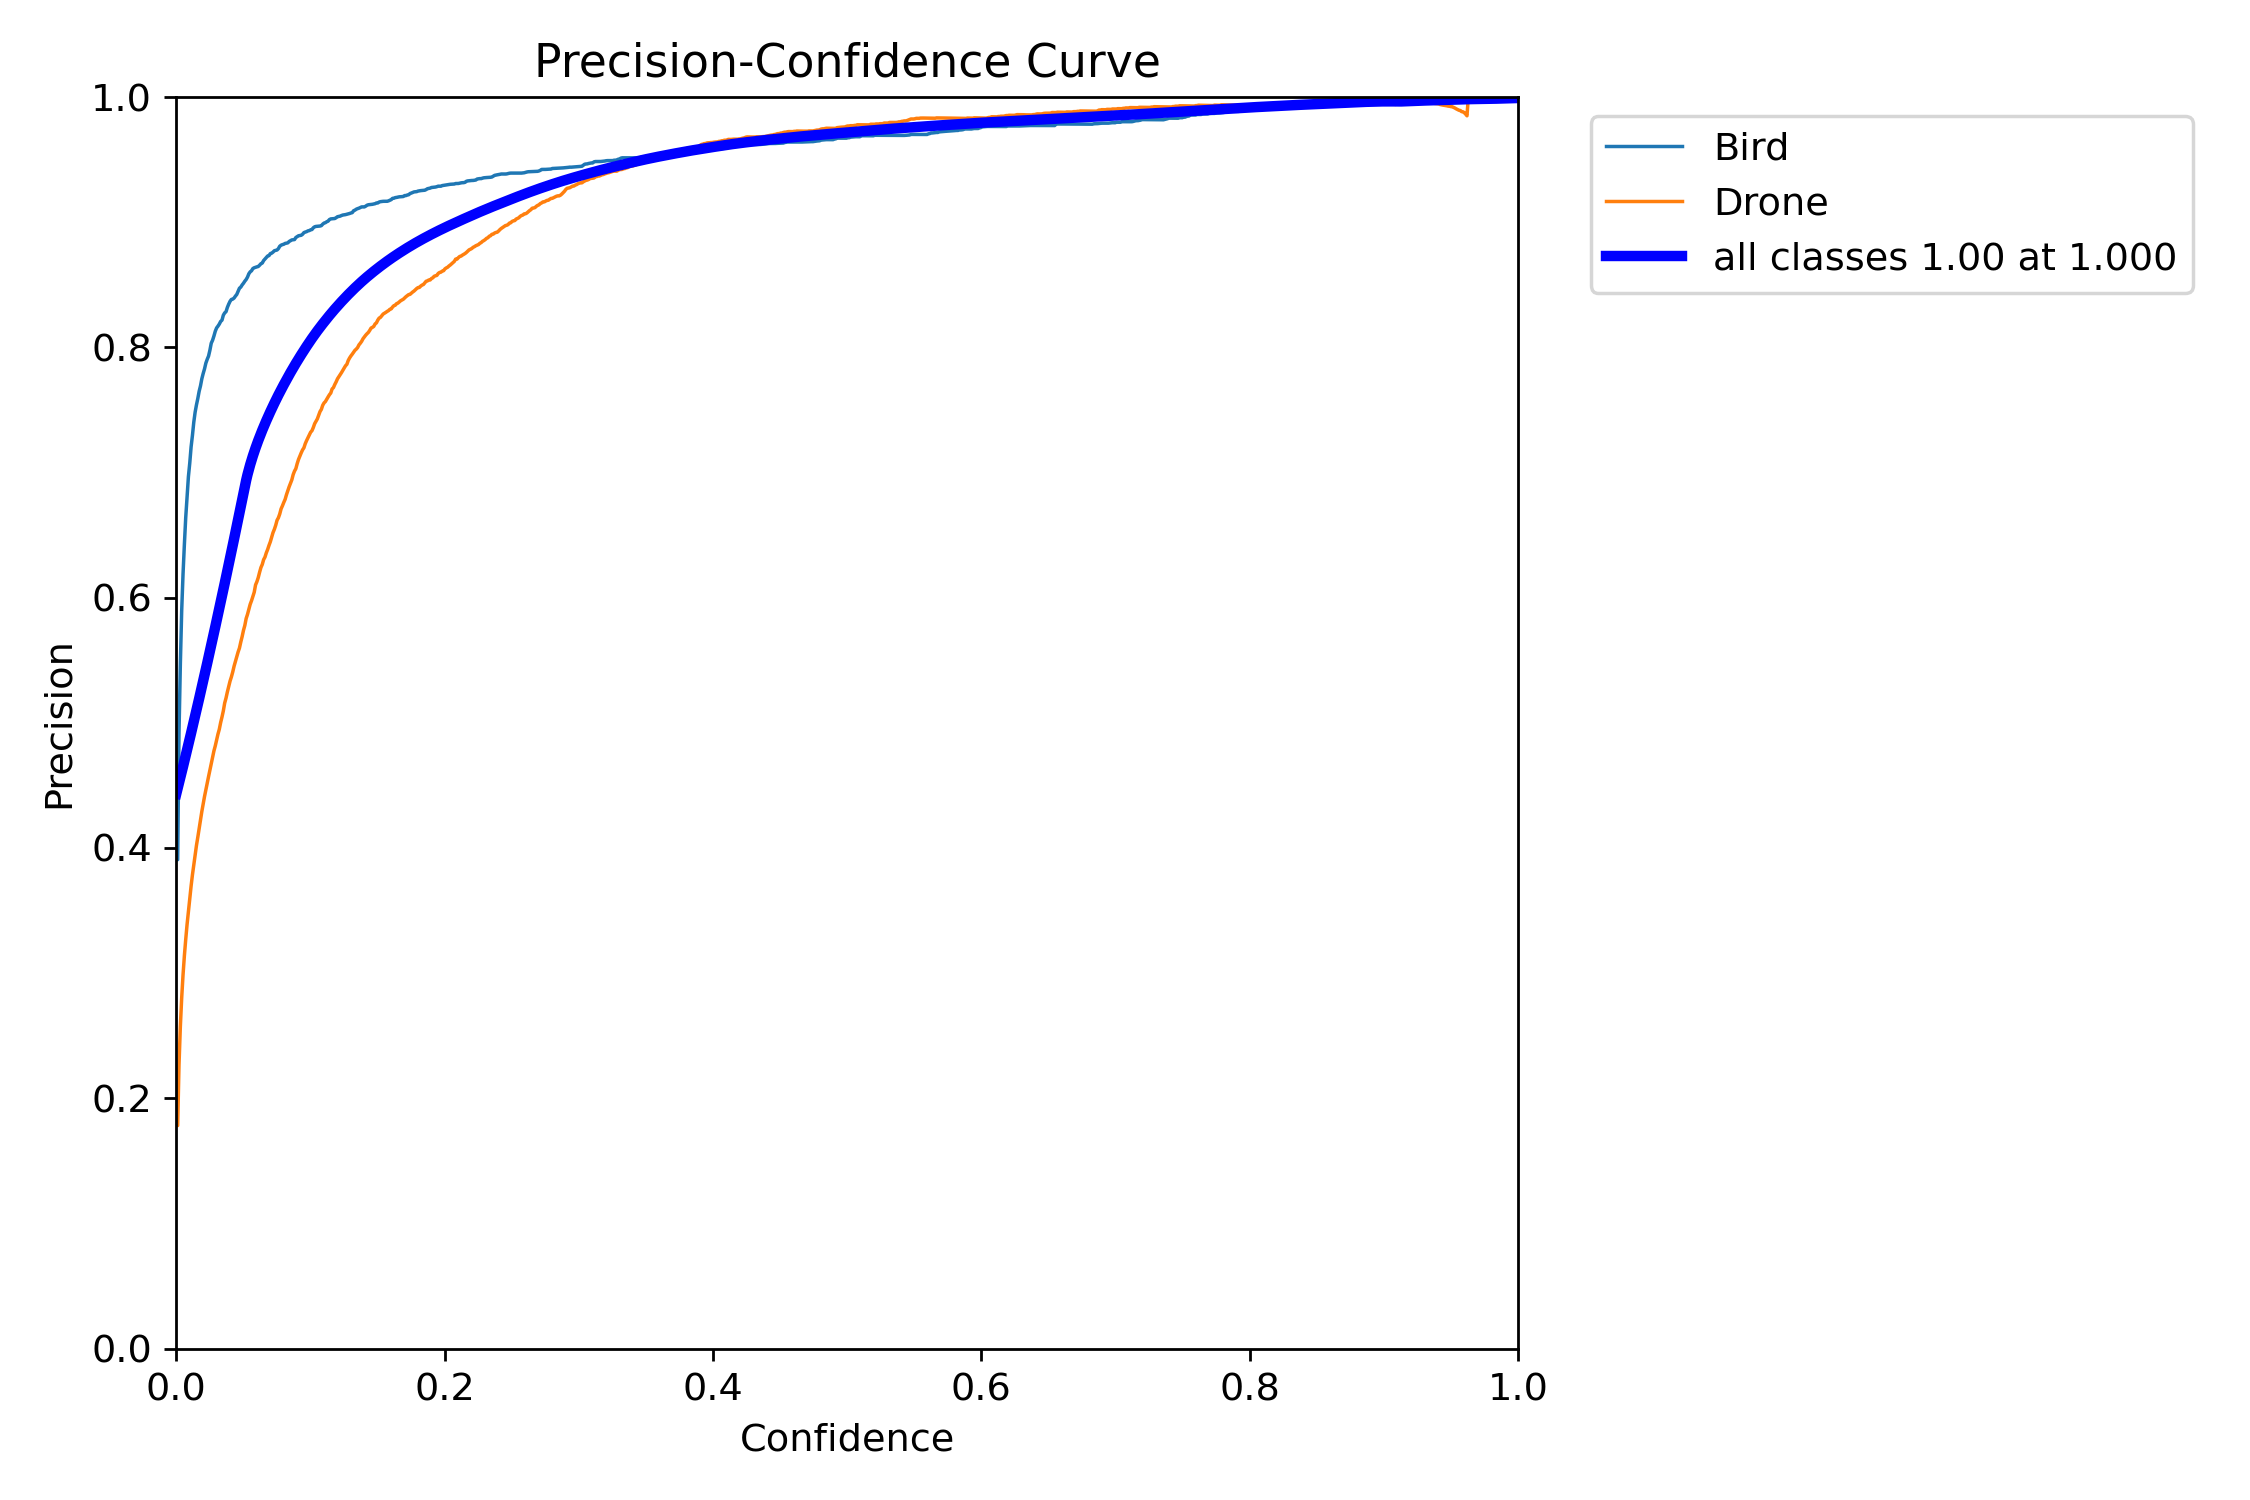 Precision-Confidence Curve
Bird
Drone
all classes 1.00 at 1.000
Precision
1.0
0.8
0.6
0.4
0.2
0.0
0.0 0.2 0.4 0.6 0.8 1.0
Confidence